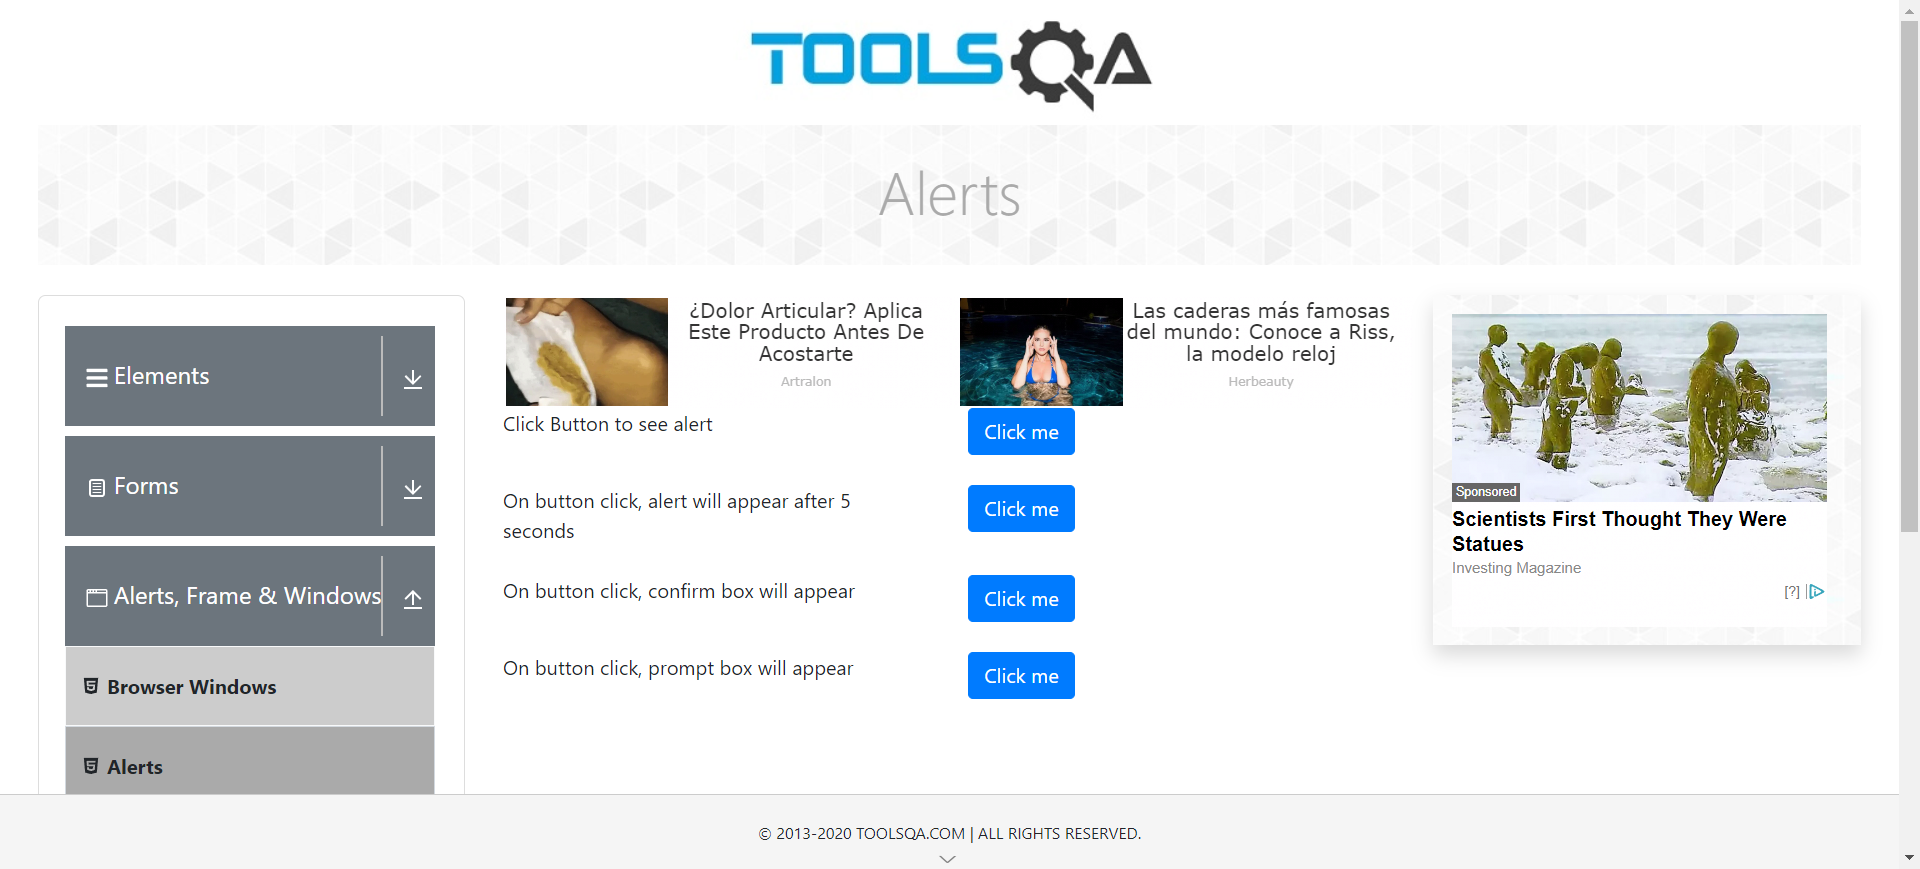 TOOLSQA
Alerts
Elements
Forms
Alerts, Frame & Windows
Browser Windows
Alerts
¿Dolor Articular? Aplica
Este Producto Antes De
Acostarte
Artralon
Las caderas más famosas
del mundo: Conoce a Riss,
la modelo reloj
Herbeauty
Click Button to see alert
Click me
On button click, alert will appear after 5
seconds
Click me
On button click, confirm box will appear
Click me
On button click, prompt box will appear
Click me
Sponsored
Scientists First Thought They Were
Statues
Investing Magazine
[?]
© 2013-2020 TOOLSQA.COM | ALL RIGHTS RESERVED.